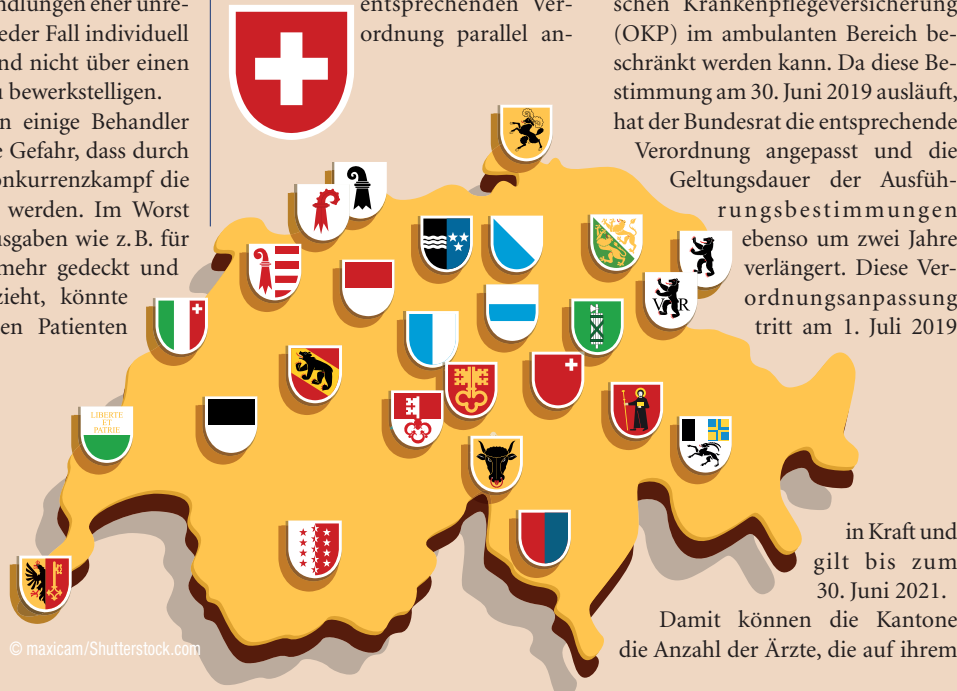 ndlungen eher unre-
eder Fall individuell
nd nicht über einen
bewerkstelligen.
n einige Behandler
Gefahr, dass durch
onkurrenzkampf die
werden. Im Worst
usgaben wie z. B. für
mehr gedeckt und
zieht, könnte
en Patienten
entsprechenden Ver-
ordnung parallel an-
schen Krankenpflegeversicherung
(OKP) im ambulanten Bereich be-
schränkt werden kann. Da diese Be-
stimmung am 30. Juni 2019 ausläuft,
hat der Bundesrat die entsprechende
Verordnung angepasst und die
Geltungsdauer der Ausfüh-
rungsbestimmungen
ebenso um zwei Jahre
verlängert. Diese Ver-
ordnungsanpassung
tritt am 1. Juli 2019
in Kraft und
gilt bis zum
30. Juni 2021.
Damit können die Kantone
die Anzahl der Ärzte, die auf ihrem
LIBERTE
ET
PATRIE
V R
© maxicam/Shutterstock.com